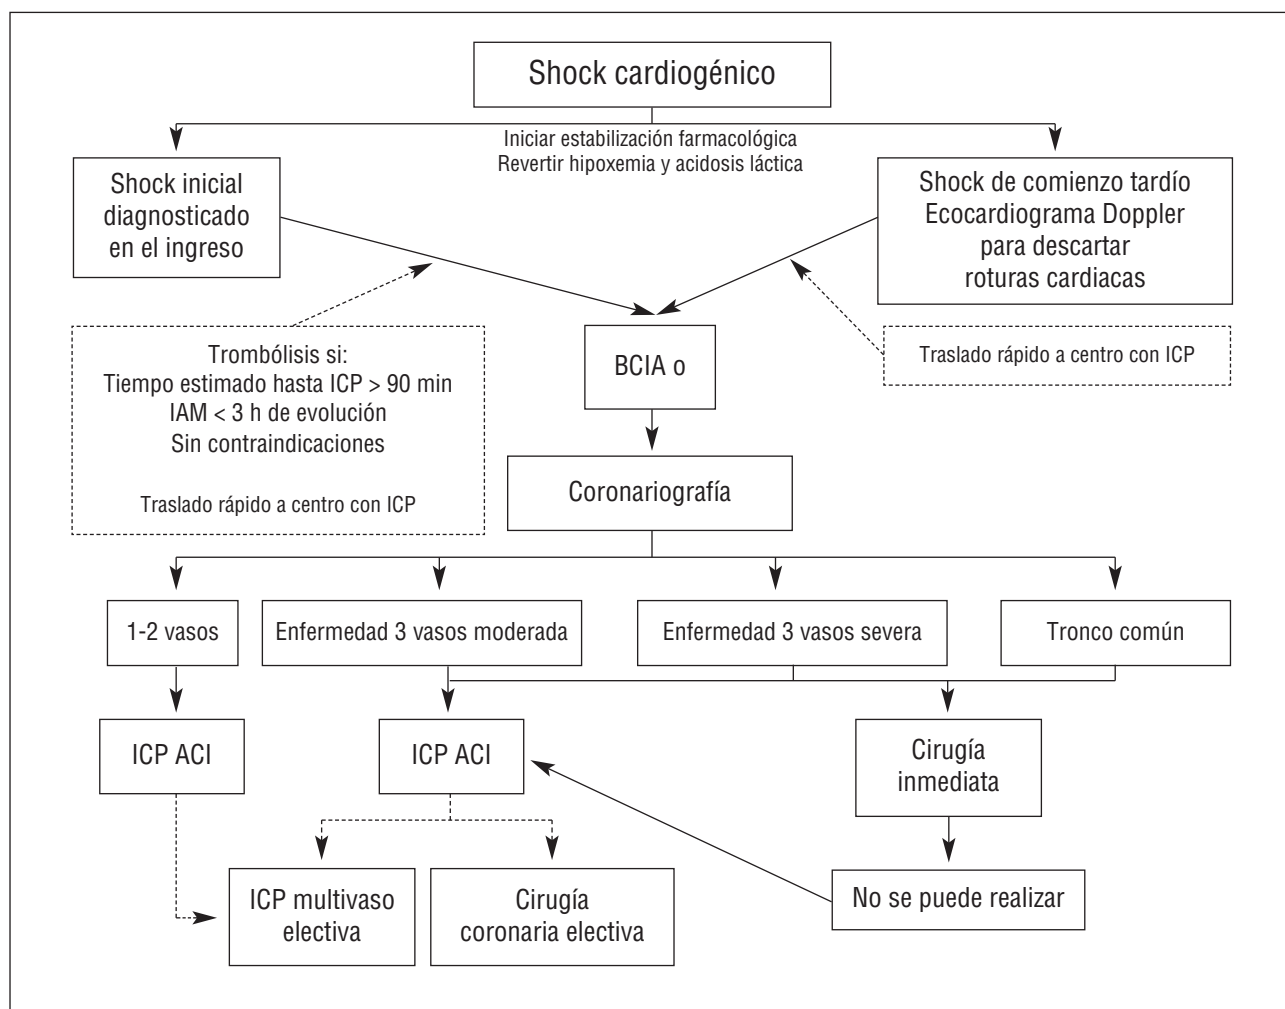 Shock cardiogénico
Iniciar estabilización farmacológica
Revertir hipoxemia y acidosis láctica
Shock inicial
diagnosticado
en el ingreso
Shock de comienzo tardío
Ecocardiograma Doppler
para descartar
roturas cardiacas
Trombólisis si:
Tiempo estimado hasta ICP > 90 min
IAM < 3 h de evolución
Sin contraindicaciones
Traslado rápido a centro con ICP
BCIA o
Traslado rápido a centro con ICP
Coronariografía
1-2 vasos
Enfermedad 3 vasos moderada
Enfermedad 3 vasos severa
Tronco común
ICP ACI
ICP ACI
Cirugía
inmediata
ICP multivaso
electiva
Cirugía
coronaria electiva
No se puede realizar